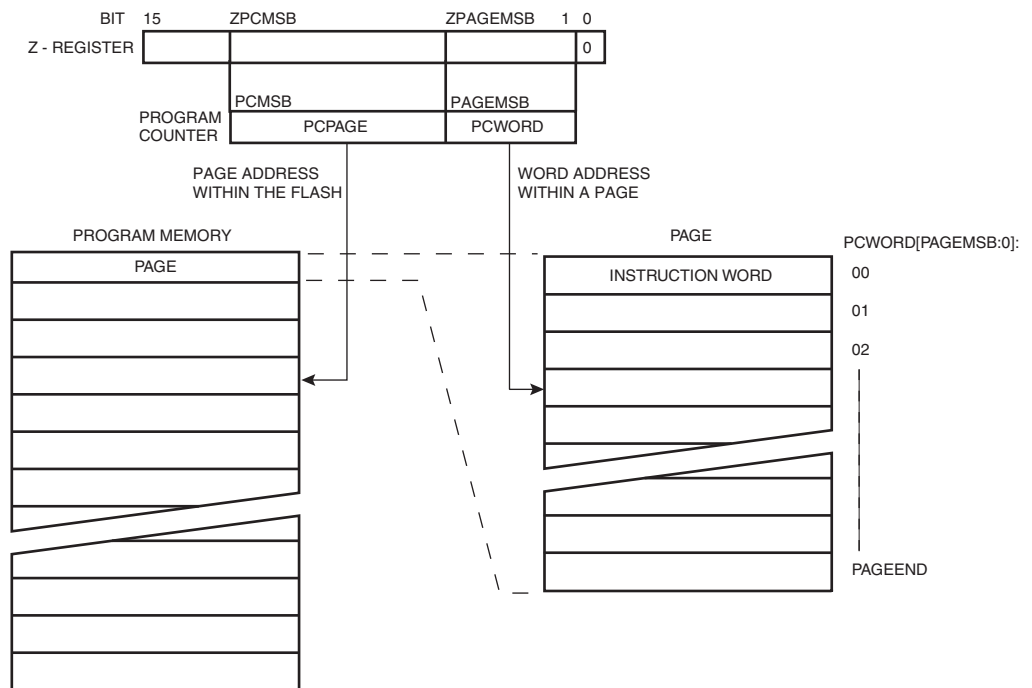 BIT 15 ZPCMSB ZPAGEMSB 1 0
Z - REGISTER 0
PCMSB PAGEMSB
PROGRAM
COUNTER
PCPAGE PCWORD
PAGE ADDRESS
WITHIN THE FLASH
WORD ADDRESS
WITHIN A PAGE
PROGRAM MEMORY
PAGE
PAGE
INSTRUCTION WORD
PCWORD[PAGEMSB:0]:
00
01
02
PAGEEND